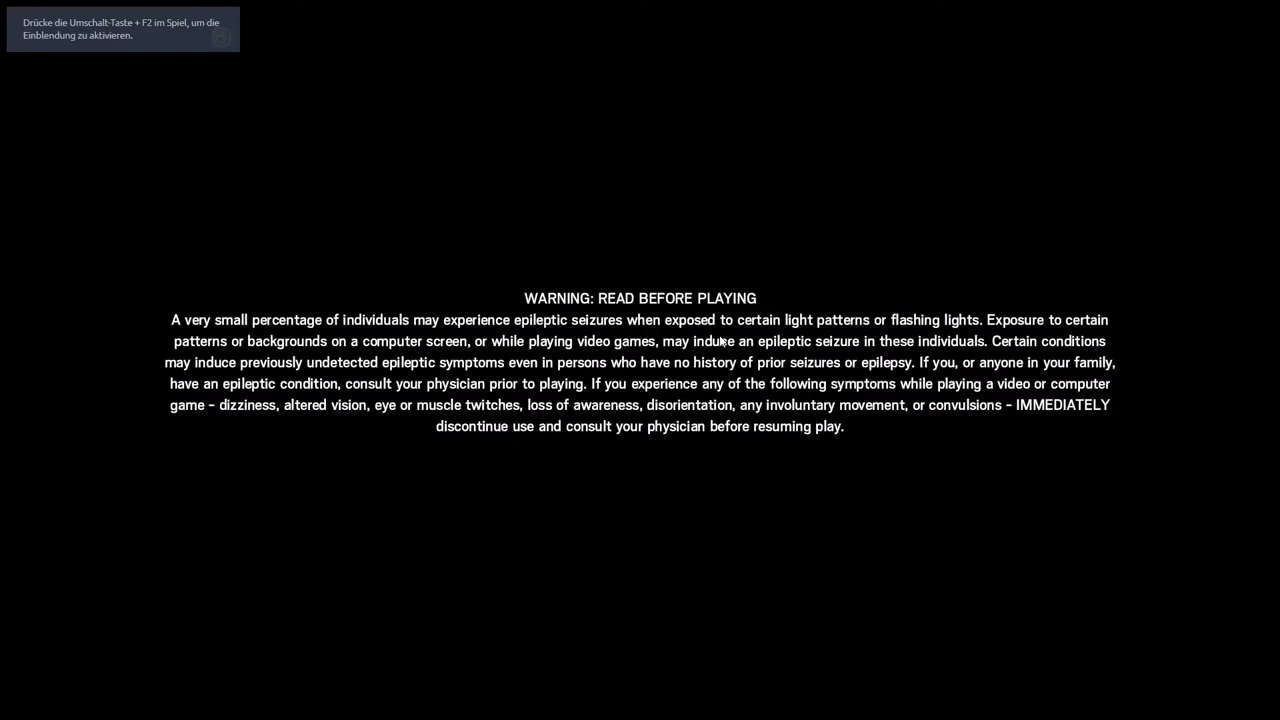 Drücke die Umschalt-Taste + F2 im Spiel, um die
Einblendung zu aktivieren.
WARNING: READ BEFORE PLAYING
A very small percentage of individuals may experience epileptic seizures when exposed to certain light patterns or flashing lights. Exposure to certain
patterns or backgrounds on a computer screen, or while playing video games, may induce an epileptic seizure in these individuals. Certain conditions
may induce previously undetected epileptic symptoms even in persons who have no history of prior seizures or epilepsy. If you, or anyone in your family,
have an epileptic condition, consult your physician prior to playing. If you experience any of the following symptoms while playing a video or computer
game - dizziness, altered vision, eye or muscle twitches, loss of awareness, disorientation, any involuntary movement, or convulsions - IMMEDIATELY
discontinue use and consult your physician before resuming play.